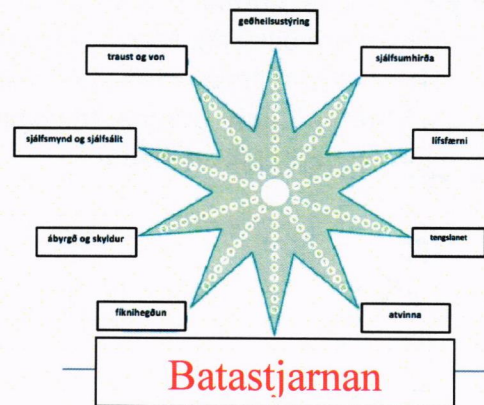 geðheilsustýring
traust og von
sjálfsumhirða
sjálfsmynd og sjálfsálit
lífsfærni
ábyrgð og skyldur
tengslanet
fíknihegðun
atvinna
Batastjarnan